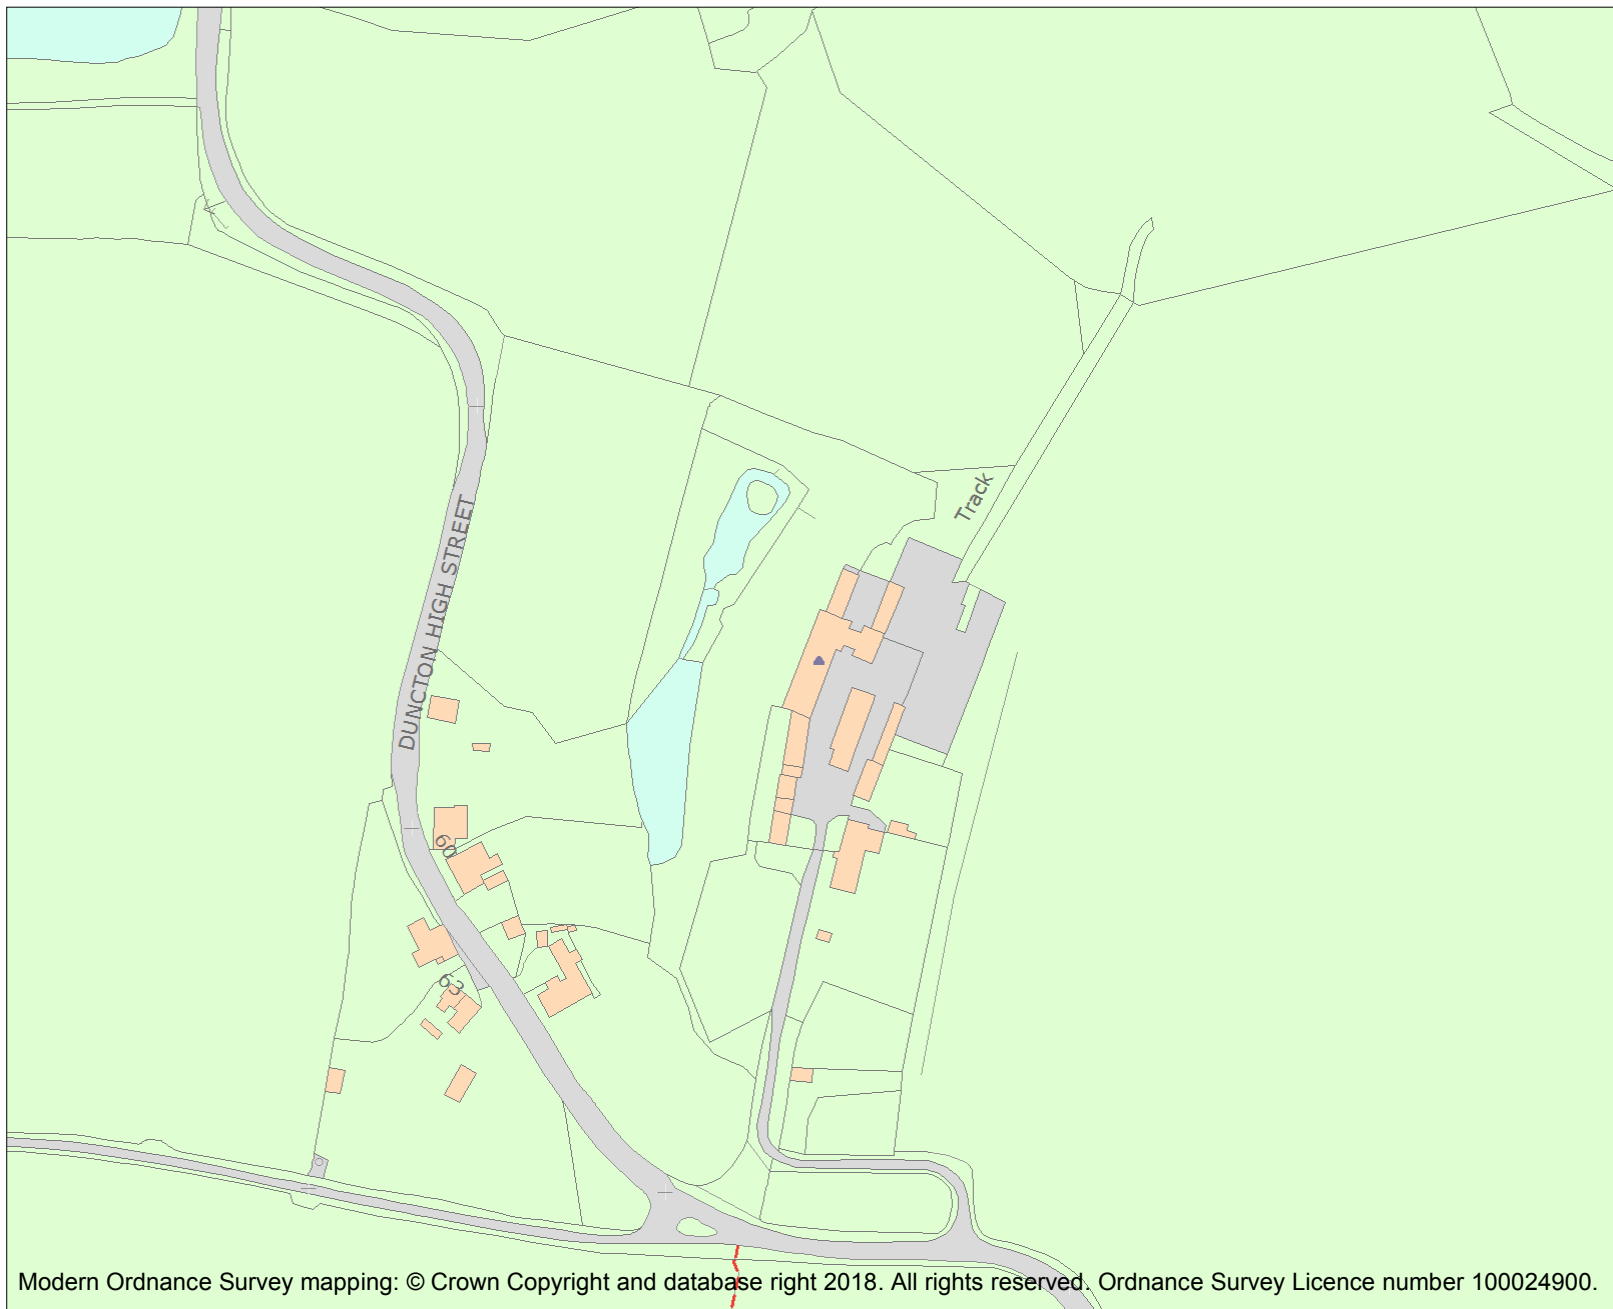 Track
DUNCTON HIGH STREET
60
63
Modern Ordnance Survey mapping: © Crown Copyright and database right 2018. All rights reserved. Ordnance Survey Licence number 100024900.